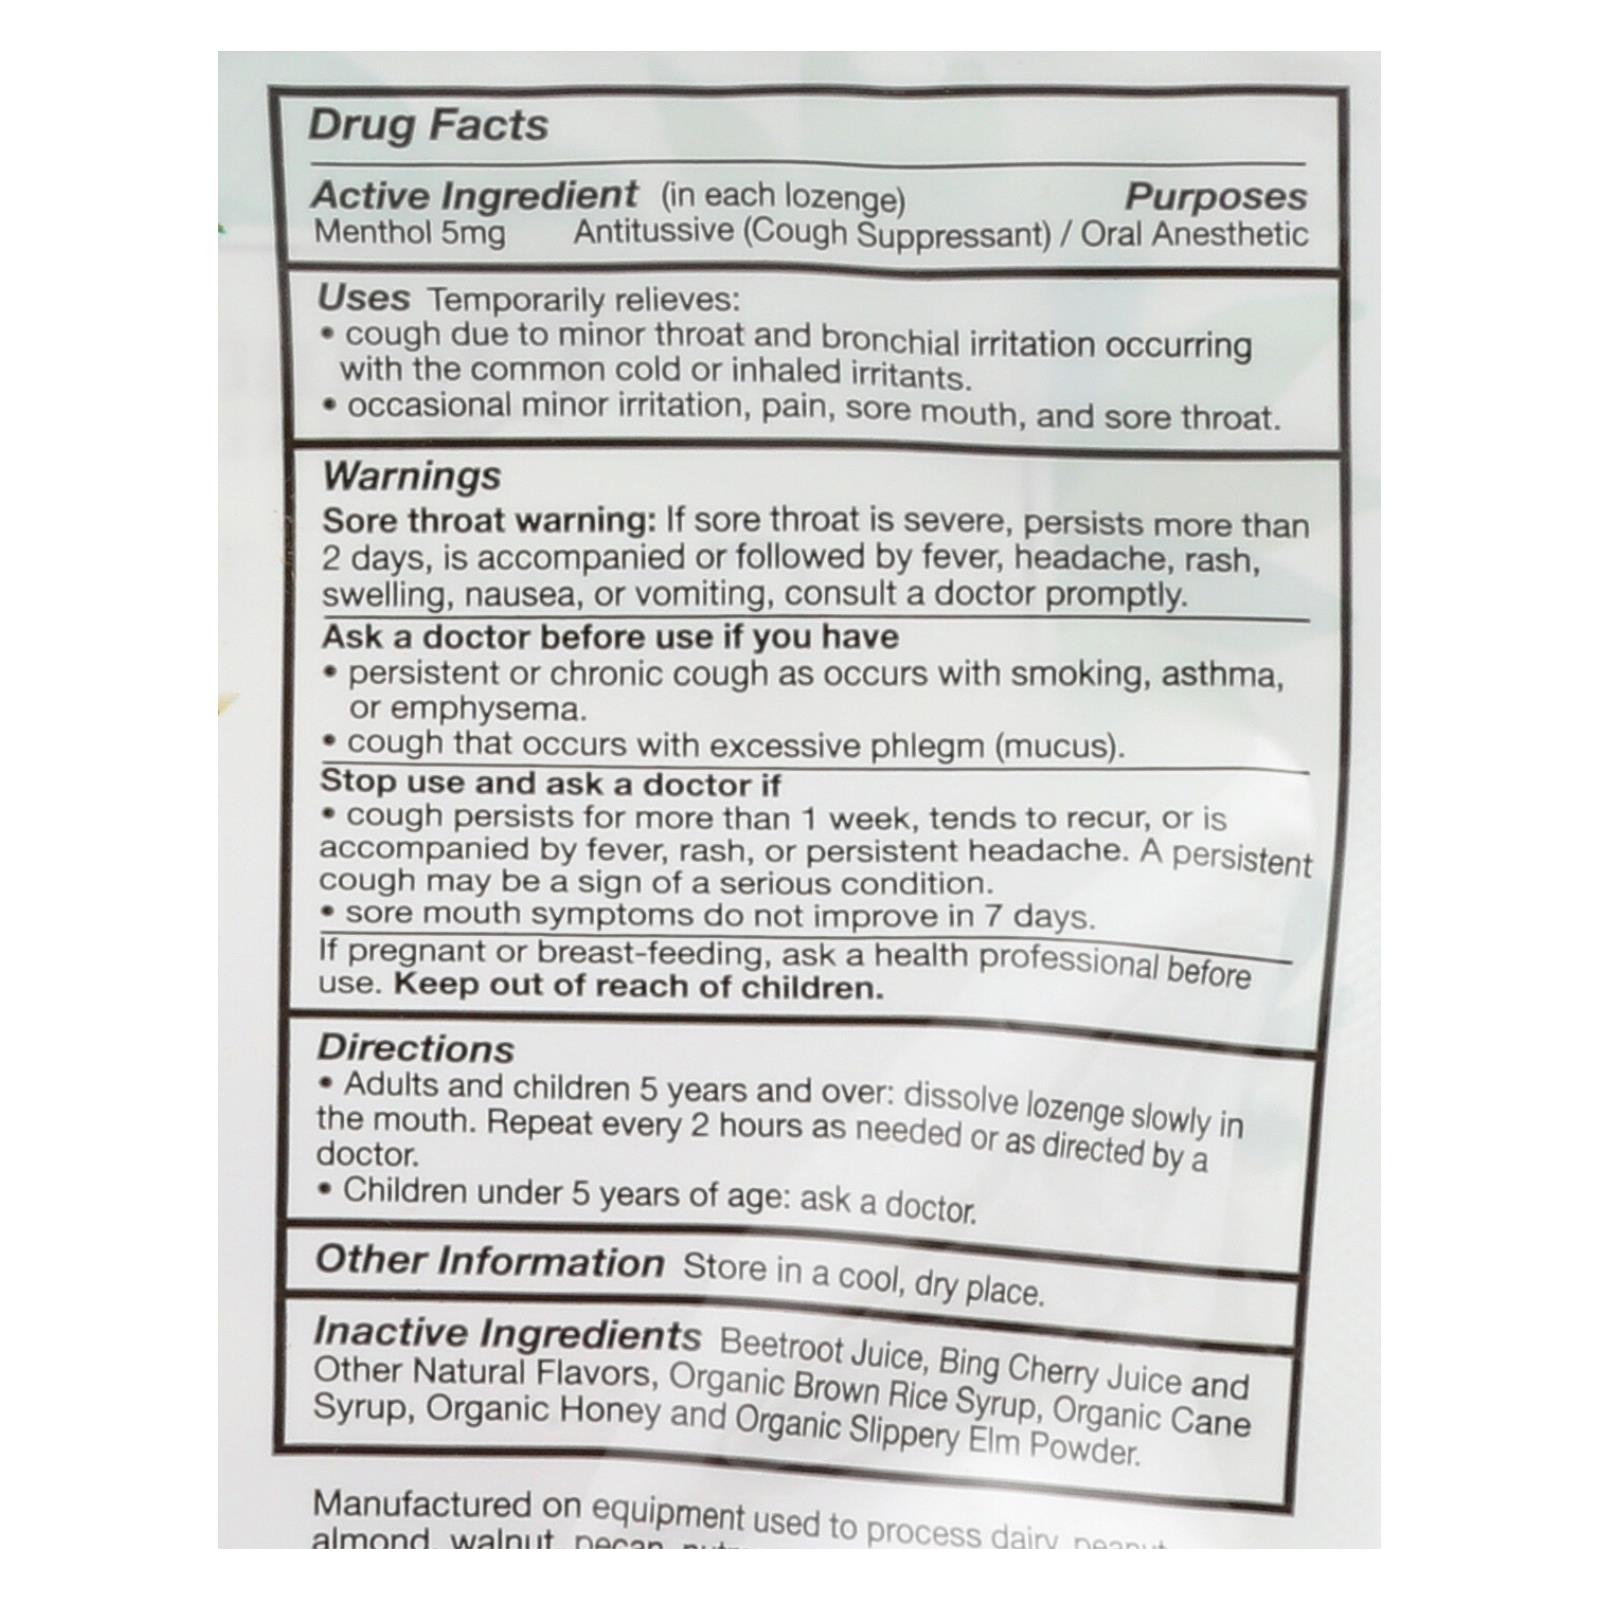 Drug Facts
Active Ingredient (in each lozenge) Purposes
Menthol 5mg Antitussive (Cough Suppressant) / Oral Anesthetic
Uses Temporarily relieves:
• cough due to minor throat and bronchial irritation occurring
with the common cold or inhaled irritants.
• occasional minor irritation, pain, sore mouth, and sore throat.
Warnings
Sore throat warning: If sore throat is severe, persists more than
2 days, is accompanied or followed by fever, headache, rash,
swelling, nausea, or vomiting, consult a doctor promptly.
Ask a doctor before use if you have
• persistent or chronic cough as occurs with smoking, asthma,
or emphysema.
• cough that occurs with excessive phlegm (mucus).
Stop use and ask a doctor if
• cough persists for more than 1 week, tends to recur, or is
accompanied by fever, rash, or persistent headache. A persistent
cough may be a sign of a serious condition.
• sore mouth symptoms do not improve in 7 days.
If pregnant or breast-feeding, ask a health professional before
use. Keep out of reach of children.
Directions
• Adults and children 5 years and over: dissolve lozenge slowly in
the mouth. Repeat every 2 hours as needed or as directed by a
doctor.
• Children under 5 years of age: ask a doctor.
Other Information Store in a cool, dry place.
Inactive Ingredients Beetroot Juice, Bing Cherry Juice and
Other Natural Flavors, Organic Brown Rice Syrup, Organic Cane
Syrup, Organic Honey and Organic Slippery Elm Powder.
Manufactured on equipment used to process dairy, peanut,
almond, walnut, pecan,